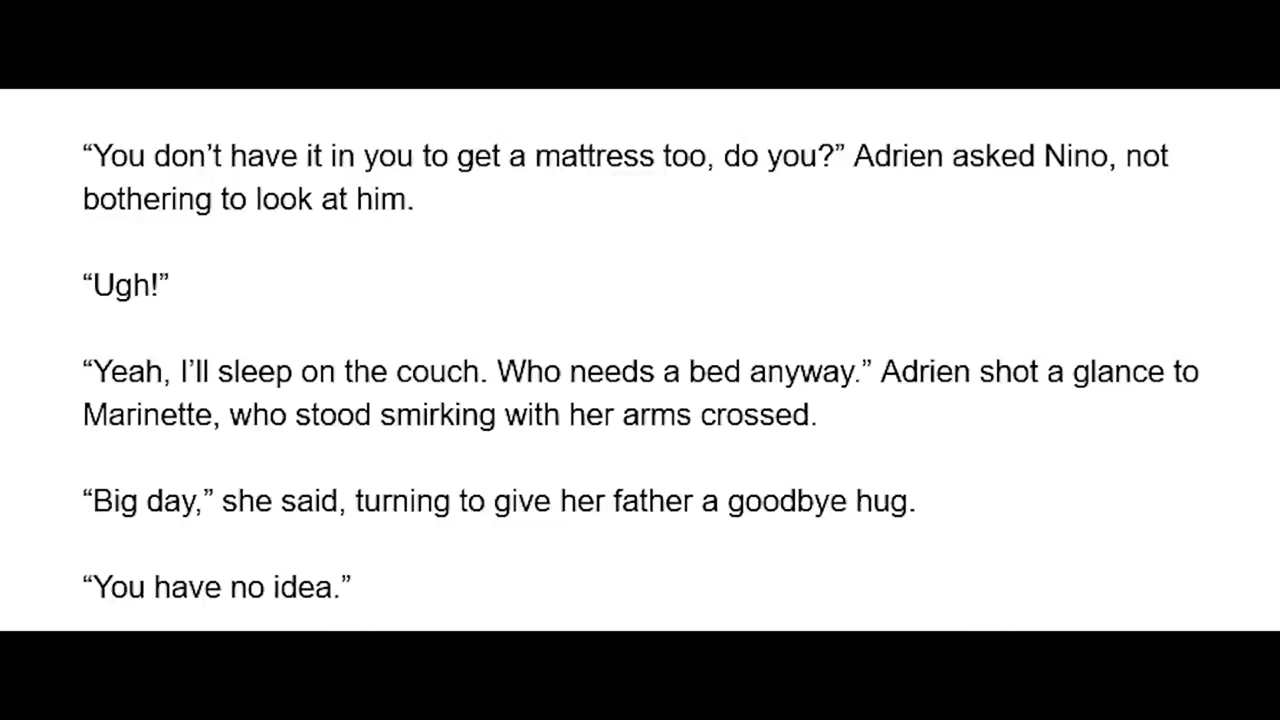 “You don’t have it in you to get a mattress too, do you?” Adrien asked Nino, not
bothering to look at him.
“Ugh!”
“Yeah, I’ll sleep on the couch. Who needs a bed anyway.” Adrien shot a glance to
Marinette, who stood smirking with her arms crossed.
“Big day,” she said, turning to give her father a goodbye hug.
“You have no idea.”